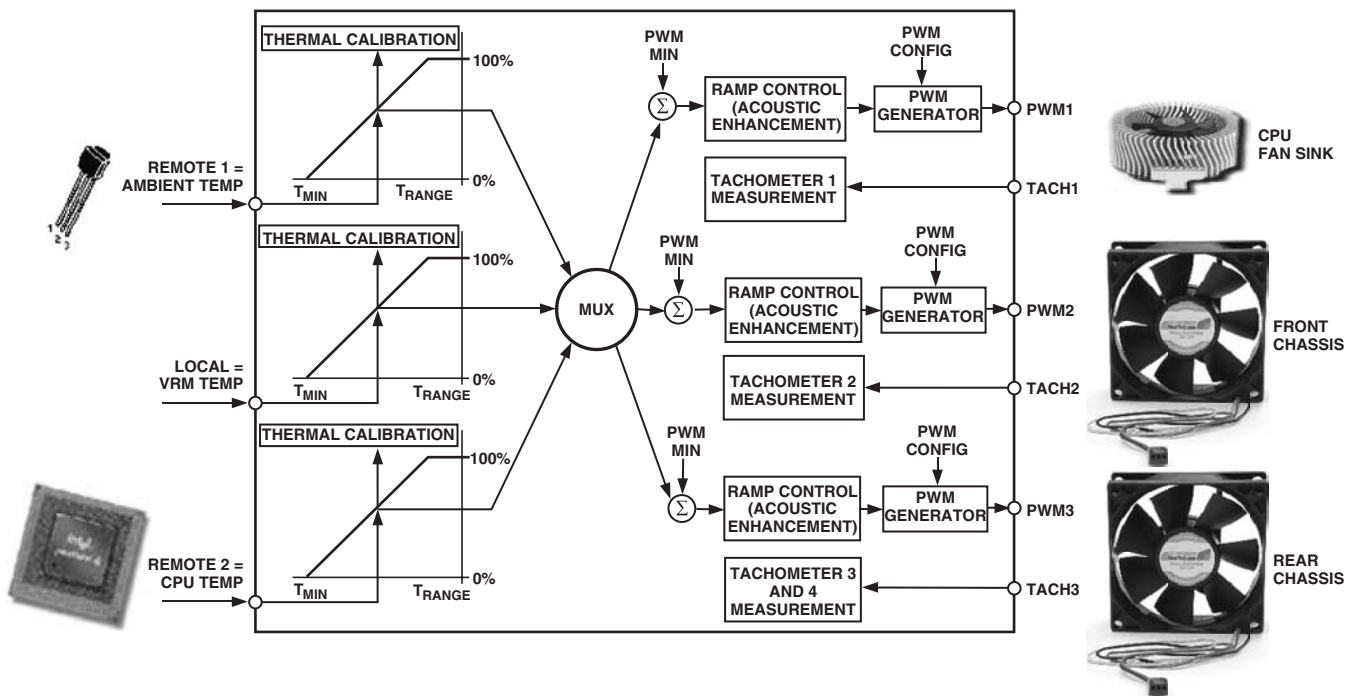 THERMAL CALIBRATION
100%
REMOTE 1 =
AMBIENT TEMP
T_MIN
T_RANGE
0%
1
2
3
THERMAL CALIBRATION
100%
LOCAL =
VRM TEMP
T_MIN
T_RANGE
0%
THERMAL CALIBRATION
100%
REMOTE 2 =
CPU TEMP
T_MIN
T_RANGE
0%
MUX
PWM
MIN
Σ
RAMP CONTROL
(ACOUSTIC
ENHANCEMENT)
PWM
CONFIG
PWM
GENERATOR
PWM1
TACHOMETER 1
MEASUREMENT
TACH1
CPU
FAN SINK
PWM
MIN
Σ
RAMP CONTROL
(ACOUSTIC
ENHANCEMENT)
PWM
CONFIG
PWM
GENERATOR
PWM2
TACHOMETER 2
MEASUREMENT
TACH2
FRONT
CHASSIS
PWM
MIN
Σ
RAMP CONTROL
(ACOUSTIC
ENHANCEMENT)
PWM
CONFIG
PWM
GENERATOR
PWM3
TACHOMETER 3
AND 4
MEASUREMENT
TACH3
REAR
CHASSIS
intel